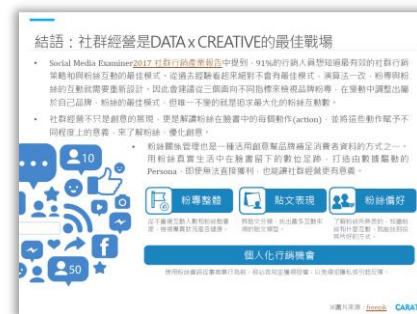 結語：社群經營是DATA x CREATIVE的最佳戰場
• Social Media Examiner2017 社群行銷產業報告中提到，91%的行銷人員想知道最有效的社群行銷
策略和與粉絲互動的最佳模式。從過去經驗看起來絕對不會有最佳模式，演算法一改，粉專與粉
絲的互動就需要重新設計。因此會建議從三個面向不同指標來檢視品牌粉專，在變動中調整出屬
於自己品牌、粉絲的最佳模式，但唯一不變的就是追求最大化的粉絲互動數。
• 社群經營不只是創意的展現，更是解讀粉絲在臉書中的每個動作(action)，並將這些動作賦予不
同程度上的意義，來了解粉絲、優化創意。
• 粉絲關係管理也是一種活用創意幫品牌補足消費者資料的方式之一。
用粉絲真實生活中在臉書留下的數位足跡，打造由數據驅動的
Persona，即便無法直接獲利，也能讓社群經營更有意義。
10
50
粉專整體
貼文表現
粉絲偏好
個人化行銷機會
※圖片來源：freepik
CARAT